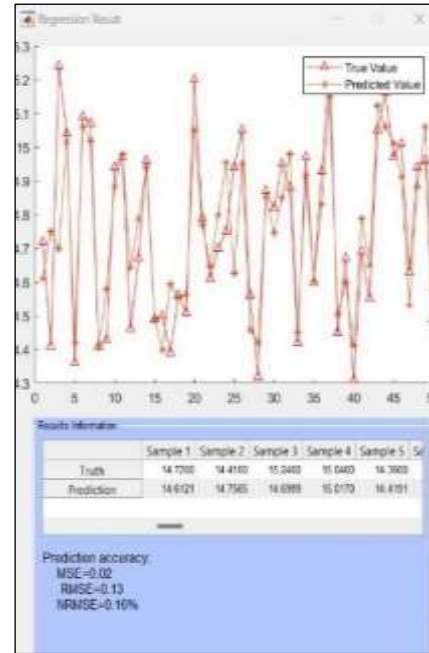 Regression Result
5.3
True Value
Predicted Value
5.2
5.1
15
4.9
4.8
4.7
4.6
4.5
4.4
4.3
0 5 10 15 20 25 30 35 40 45
Results Information
Sample 1 Sample 2 Sample 3 Sample 4 Sample 5
Truth 14.7200 14.4100 15.2400 15.0400 14.3600
Prediction 14.6121 14.7565 14.6989 15.0170 14.4191
Prediction accuracy:
MSE=0.02
RMSE=0.13
NRMSE=0.16%